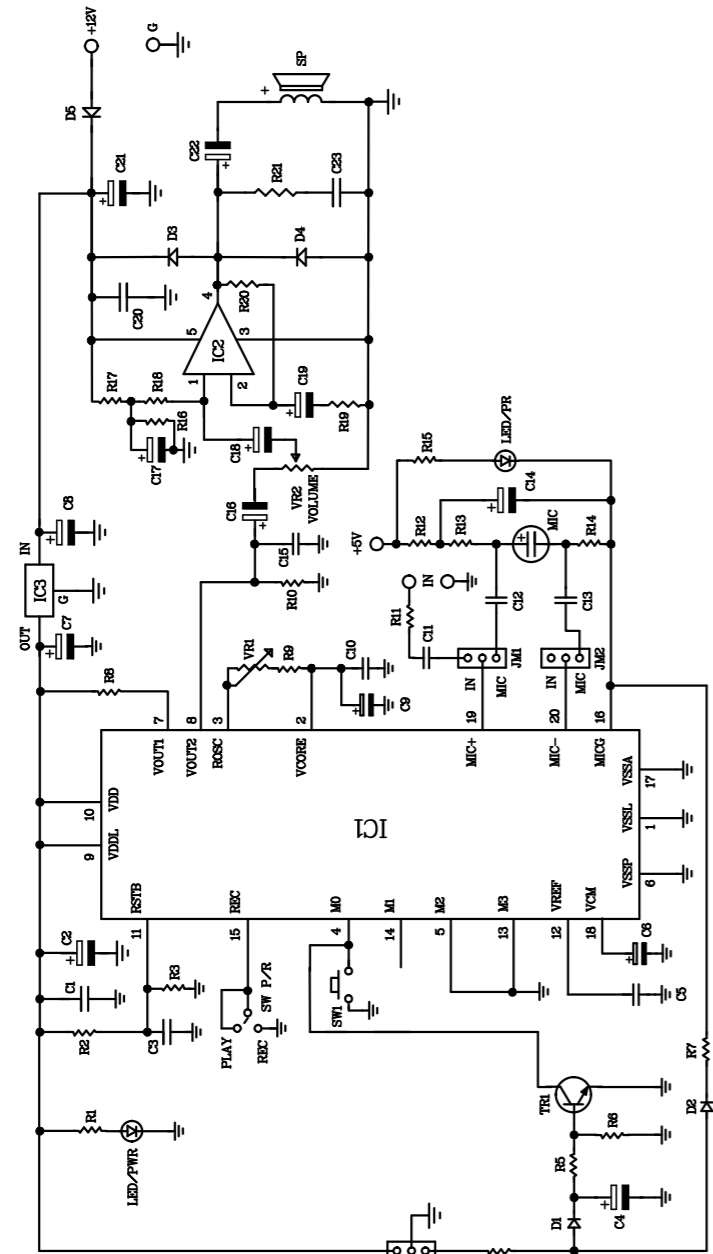 +12V
G
D5
SP
+
C21
+
C22
+
R21
C23
D3
D4
C20
R20
4
5
IC2
3
1
2
R17
R18
R16
C17
+
C19
+
R19
C18
+
VR2
VOLUME
C16
+
C15
R10
IN
C8
+
IC3
G
OUT
C7
+
R8
VR1
R9
C10
C9
+
+5V
R15
LED/PR
R12
C14
+
R13
MIC
+
R14
R11
IN
C11
C12
C13
IN
MIC
JM1
IN
MIC
JM2
7
VOUT1
8
VOUT2
3
ROSC
2
VCORE
19
MIC+
20
MIC-
16
MICG
10
VDD
9
VDDL
IC1
VSSA
17
VSSL
1
VSSP
6
RSTB
11
REC
15
M0
4
M1
14
M2
5
M3
13
VREF
12
VCM
18
C2
+
C1
R2
R3
C3
SW P/R
PLAY
REC
SW1
C6
+
C5
R1
LED/PWR
TR1
R5
R6
D1
C4
+
R7
D2